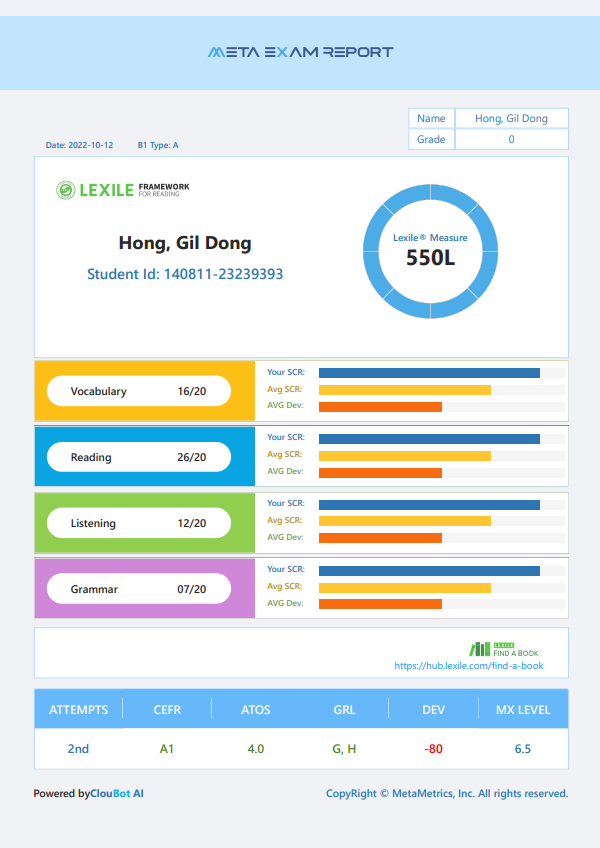 META EXAM REPORT
Name Hong, Gil Dong
Grade 0
Date: 2022-10-12 B1 Type: A
LEXILE FRAMEWORK
FOR READING
Hong, Gil Dong
Student Id: 140811-23239393
Lexile® Measure
550L
Vocabulary 16/20
Your SCR:
Avg SCR:
AVG Dev:
Reading 26/20
Your SCR:
Avg SCR:
AVG Dev:
Listening 12/20
Your SCR:
Avg SCR:
AVG Dev:
Grammar 07/20
Your SCR:
Avg SCR:
AVG Dev:
LEXILE
FIND A BOOK
https://hub.lexile.com/find-a-book
ATTEMPTS CEFR ATOS GRL DEV MX LEVEL
2nd A1 4.0 G, H -80 6.5
Powered byClouBot AI CopyRight © MetaMetrics, Inc. All rights reserved.